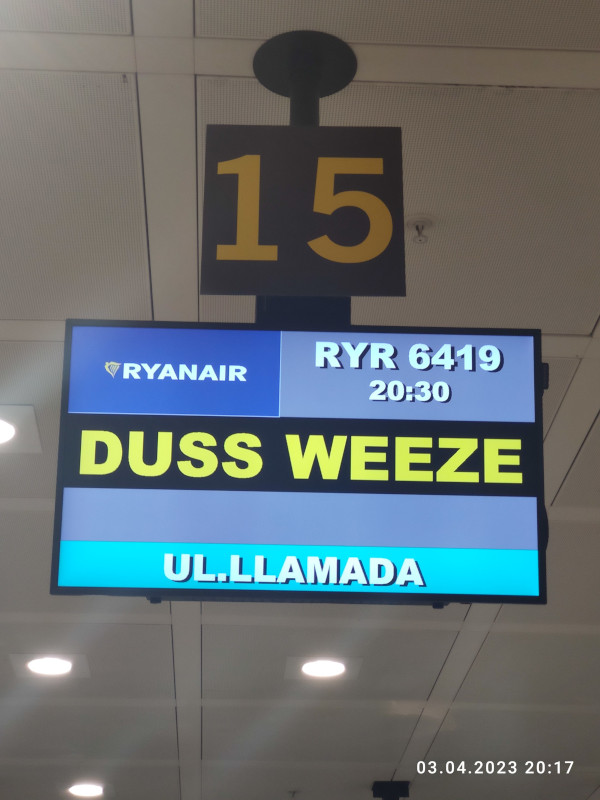 15
RYANAIR
RYR 6419
20:30
DUSS WEEZE
UL.LLAMADA
03.04.2023 20:17